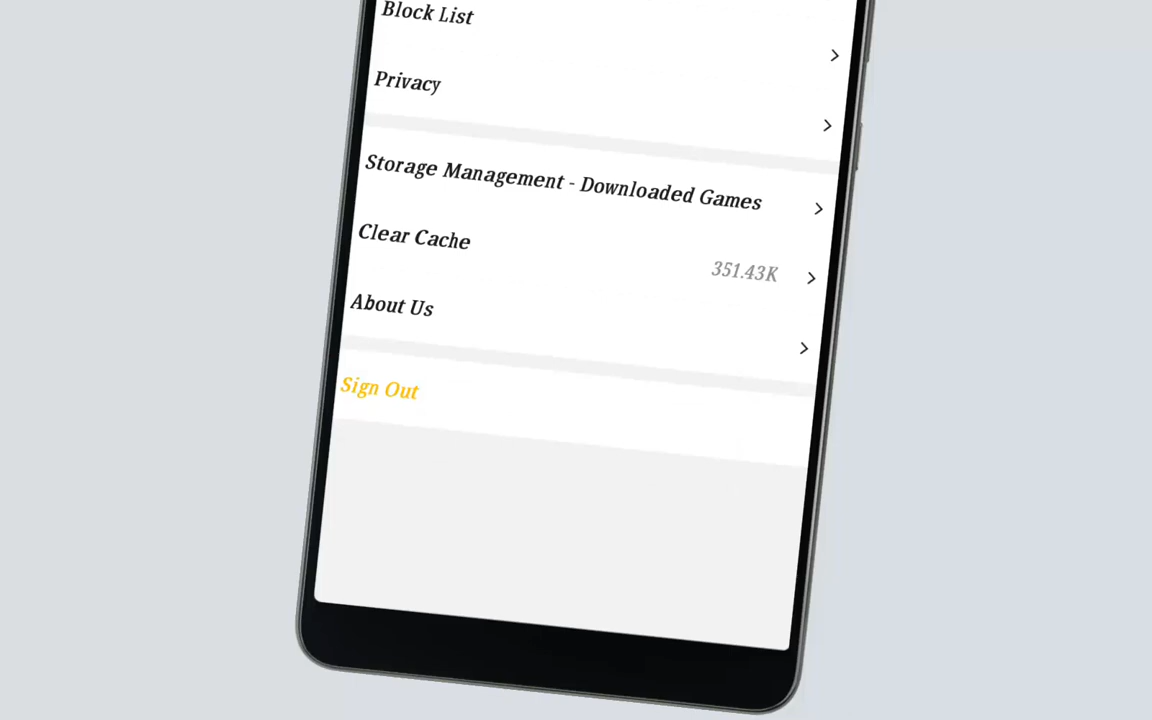 Block List
Privacy
Storage Management - Downloaded Games
Clear Cache
351.43K
About Us
Sign Out